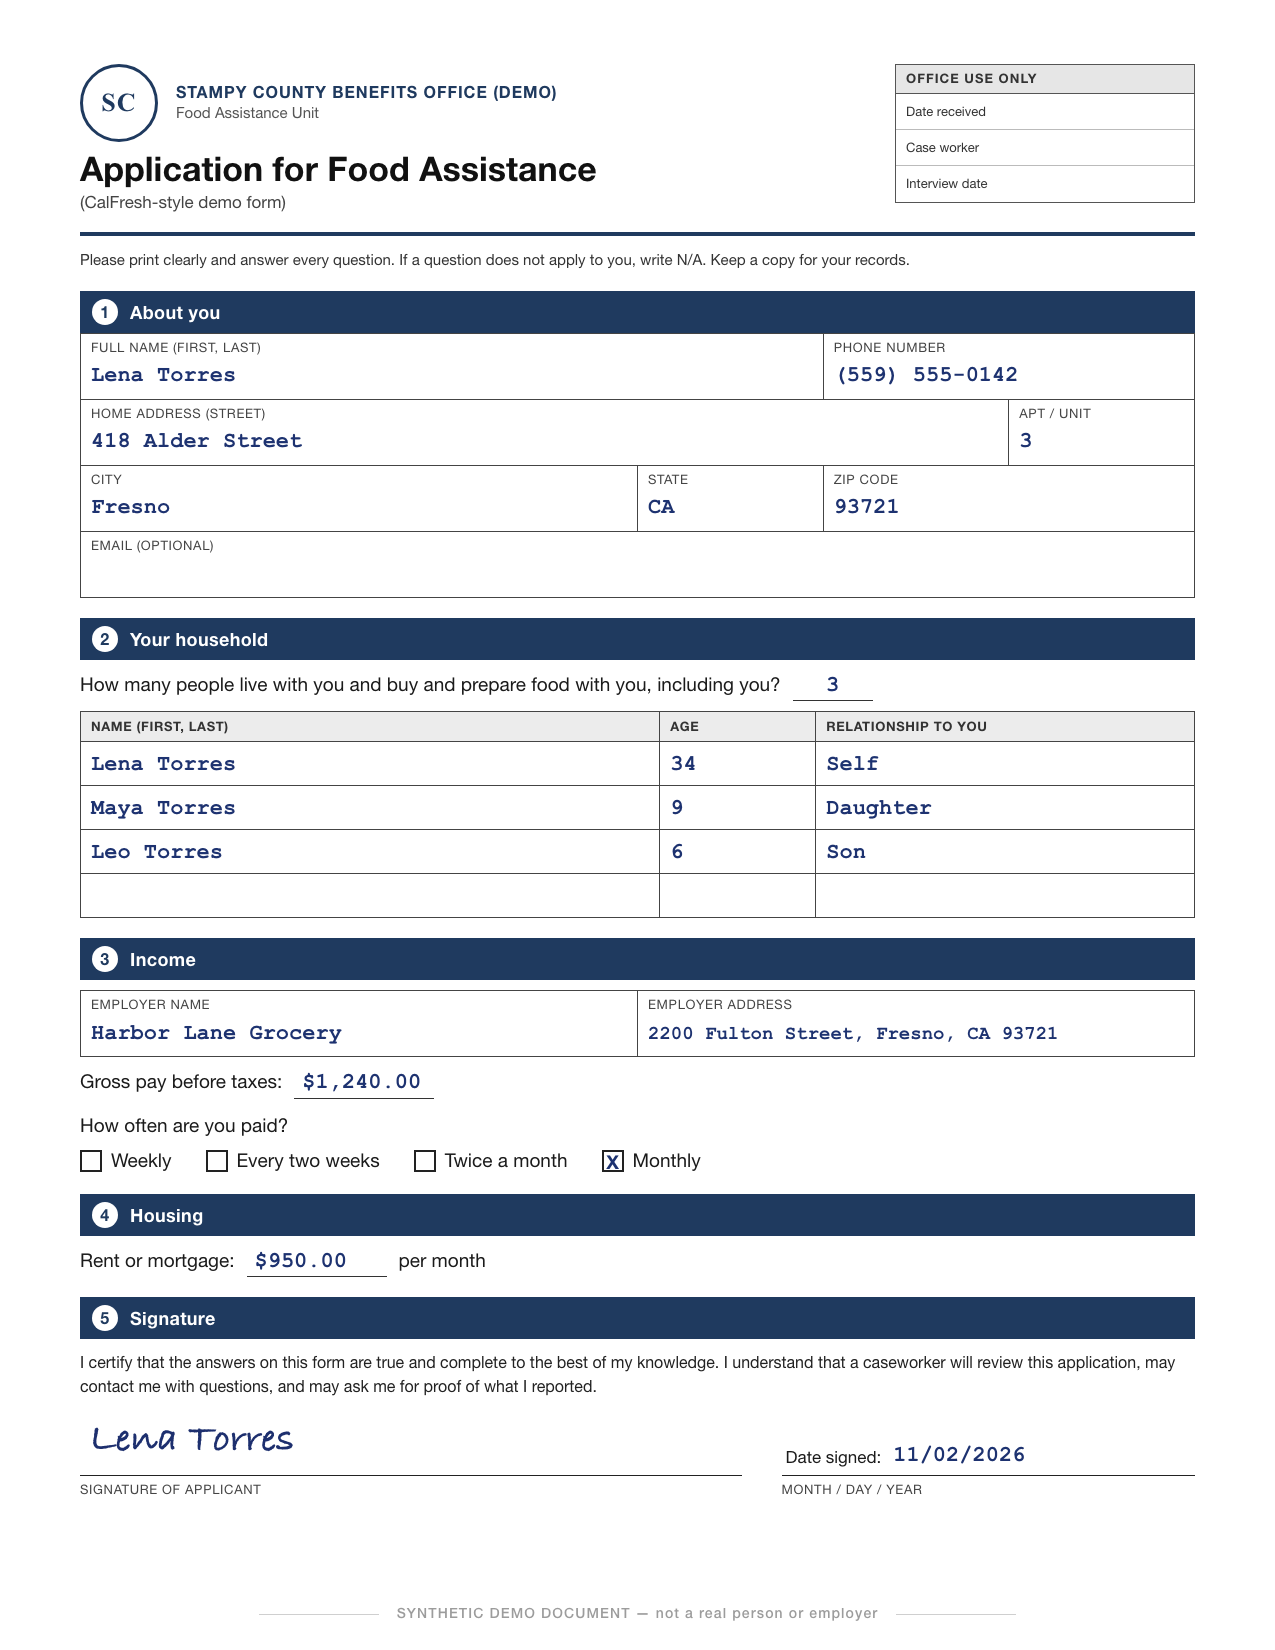 SC
STAMPY COUNTY BENEFITS OFFICE (DEMO)
Food Assistance Unit
Application for Food Assistance
(CalFresh-style demo form)
OFFICE USE ONLY
Date received
Case worker
Interview date
Please print clearly and answer every question. If a question does not apply to you, write N/A. Keep a copy for your records.
1 About you
FULL NAME (FIRST, LAST)
Lena Torres
PHONE NUMBER
(559) 555-0142
HOME ADDRESS (STREET)
418 Alder Street
APT / UNIT
3
CITY
Fresno
STATE
CA
ZIP CODE
93721
EMAIL (OPTIONAL)
2 Your household
How many people live with you and buy and prepare food with you, including you? 3
NAME (FIRST, LAST) AGE RELATIONSHIP TO YOU
Lena Torres 34 Self
Maya Torres 9 Daughter
Leo Torres 6 Son
3 Income
EMPLOYER NAME
Harbor Lane Grocery
EMPLOYER ADDRESS
2200 Fulton Street, Fresno, CA 93721
Gross pay before taxes: $1,240.00
How often are you paid?
Weekly Every two weeks Twice a month X Monthly
4 Housing
Rent or mortgage: $950.00 per month
5 Signature
I certify that the answers on this form are true and complete to the best of my knowledge. I understand that a caseworker will review this application, may
contact me with questions, and may ask me for proof of what I reported.
Lena Torres
SIGNATURE OF APPLICANT
Date signed: 11/02/2026
MONTH / DAY / YEAR
SYNTHETIC DEMO DOCUMENT — not a real person or employer